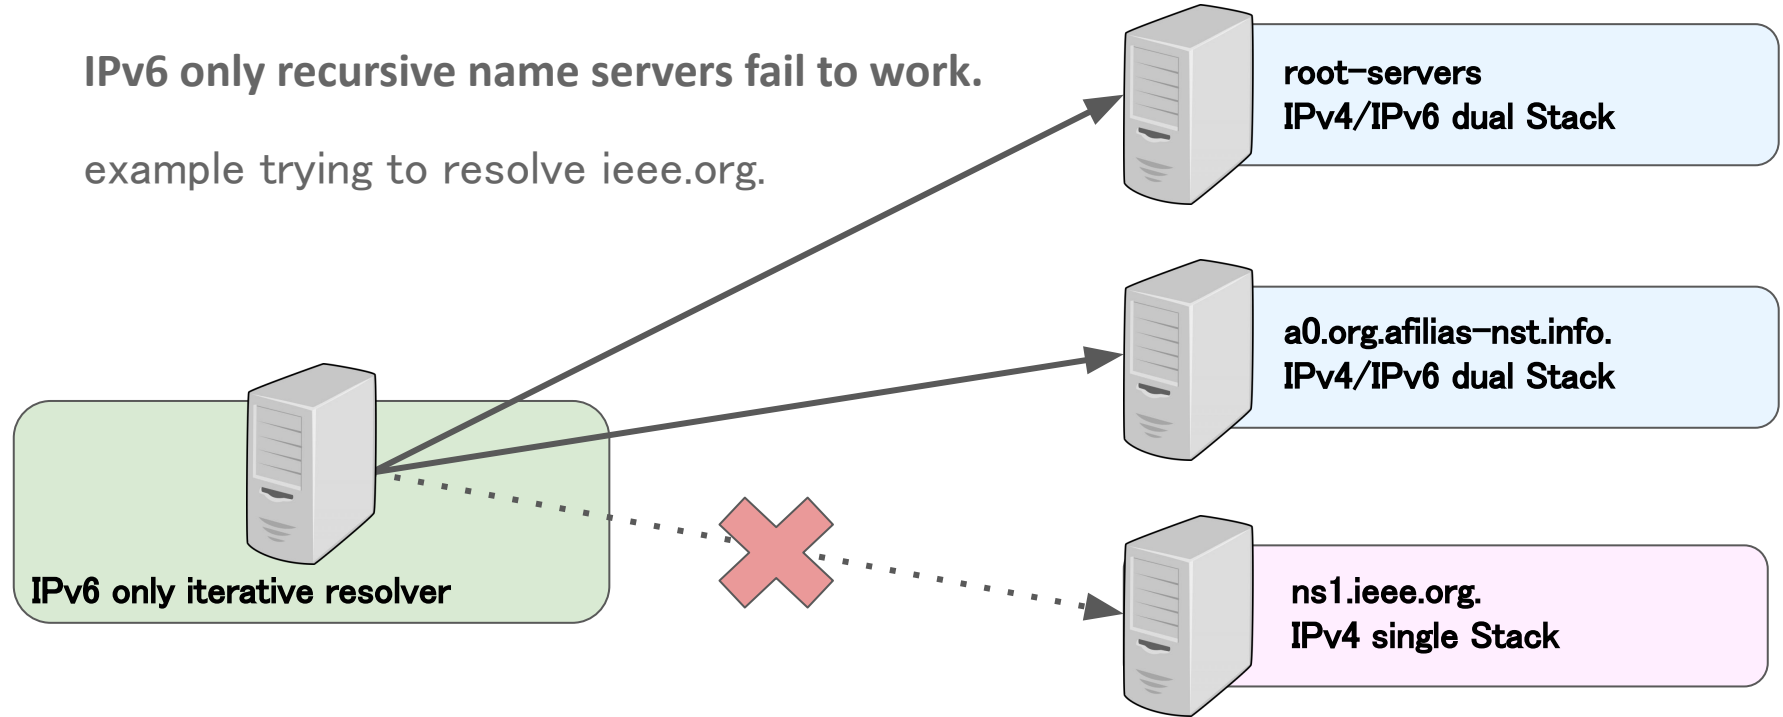 IPv6 only recursive name servers fail to work.
example trying to resolve ieee.org.
root-servers
IPv4/IPv6 dual Stack
a0.org.afilias-nst.info.
IPv4/IPv6 dual Stack
IPv6 only iterative resolver
ns1.ieee.org.
IPv4 single Stack